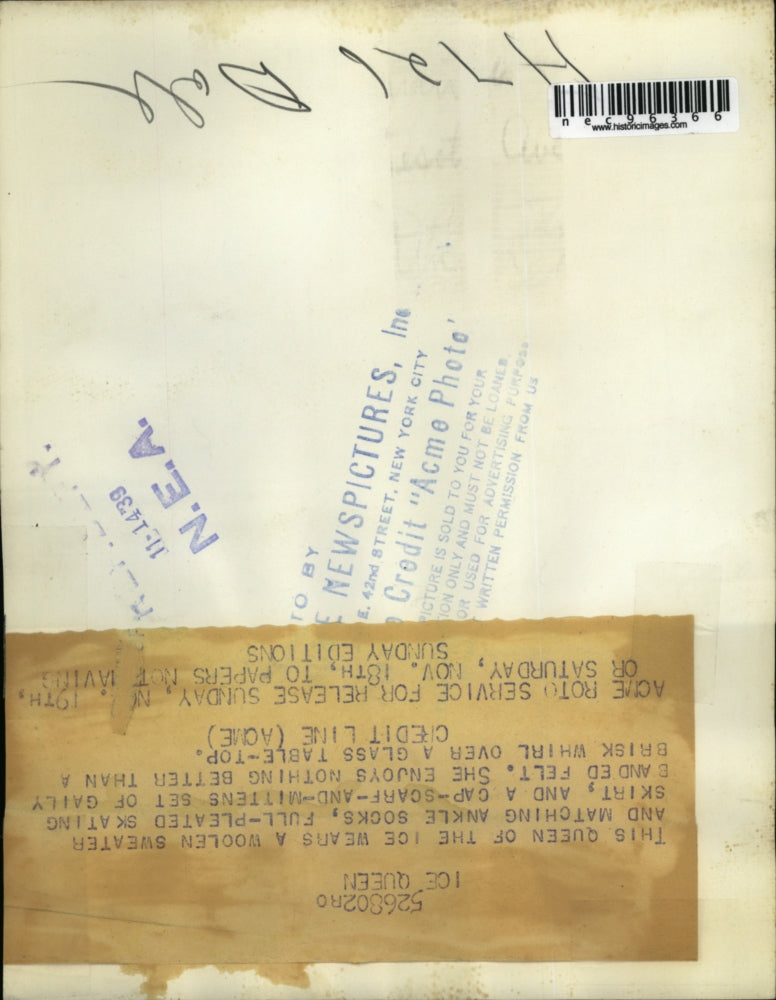 H726
nec96366
www.historicimages.com
N.E.A.
11-14-39
TO BY
E NEWSPICTURES, Inc
E. 42nd STREET, NEW YORK CITY
Credit "Acme Photo'
PICTURE IS SOLD TO YOU FOR YOUR
ION ONLY AND MUST NOT BE LOANED
OR USED FOR ADVERTISING PURPOSE
WRITTEN PERMISSION FROM US
526802RO
ICE QUEEN
THIS QUEEN OF THE ICE WEARS A WOOLEN SWEATER
AND MATCHING ANKLE SOCKS, FULL-PLEATED SKATING
SKIRT, AND A CAP-SCARF-AND-MITTENS SET OF GAILY
BANDED FELT. SHE ENJOYS NOTHING BETTER THAN A
BRISK WHIRL OVER A GLASS TABLE-TOP.
CREDIT LINE (ACME)
ACME ROTO SERVICE FOR RELEASE SUNDAY, NOV. 19TH,
OR SATURDAY, NOV. 18TH, TO PAPERS NOT HAVING
SUNDAY EDITIONS